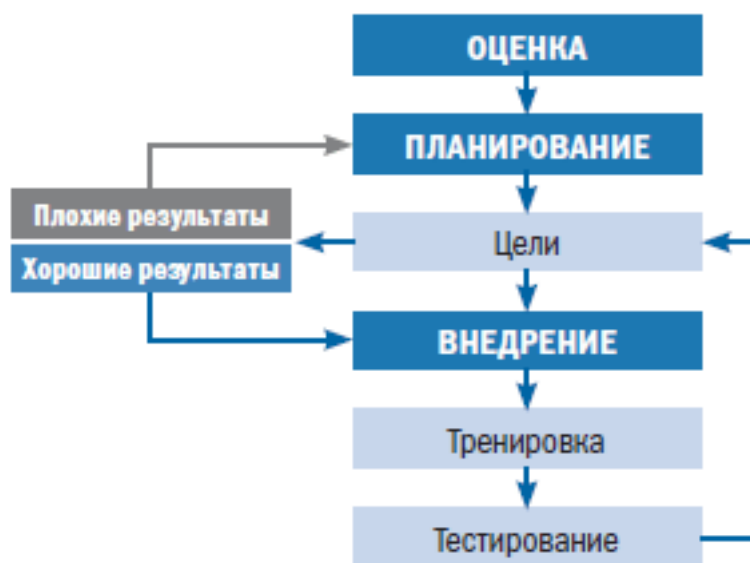 ОЦЕНКА
ПЛАНИРОВАНИЕ
Плохие результаты
Цели
Хорошие результаты
ВНЕДРЕНИЕ
Тренировка
Тестирование